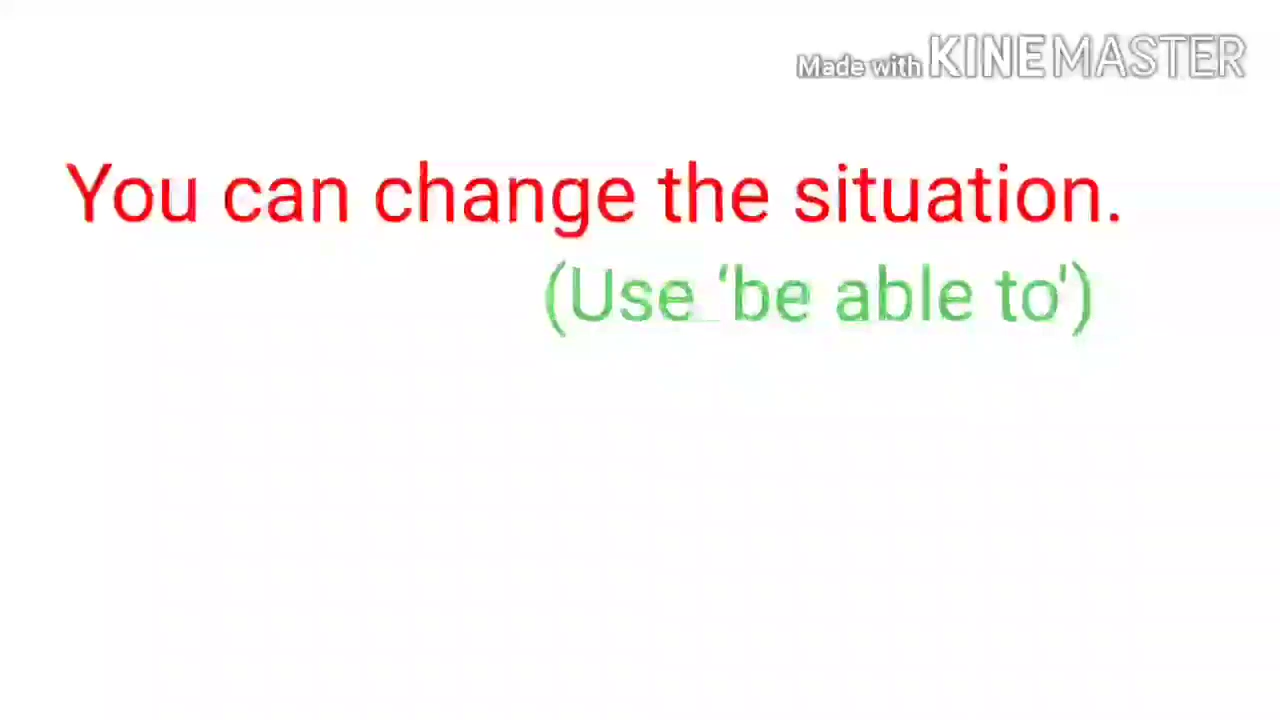 Made with KINEMASTER
You can change the situation.
(Use ‘be able to')